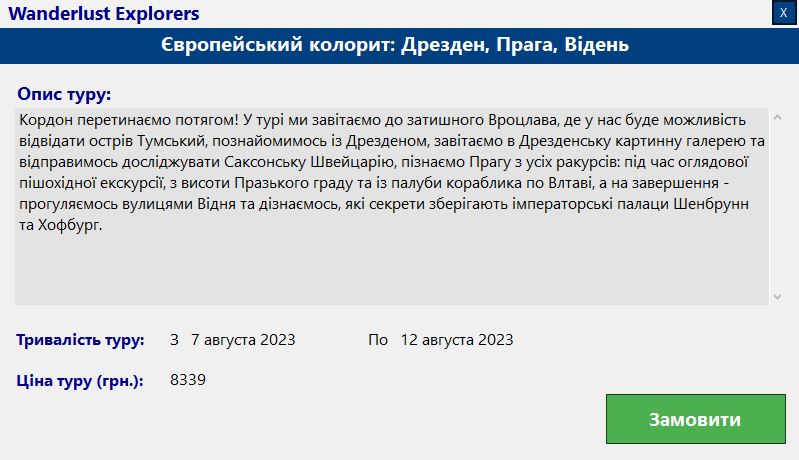 Wanderlust Explorers
X
Європейський колорит: Дрезден, Прага, Відень
Опис туру:
Кордон перетинаємо потягом! У турі ми завітаємо до затишного Вроцлава, де у нас буде можливість
відвідати острів Тумський, познайомимось із Дрезденом, завітаємо в Дрезденську картинну галерею та
відправимось досліджувати Саксонську Швейцарію, пізнаємо Прагу з усіх ракурсів: під час оглядової
пішохідної екскурсії, з висоти Празького граду та із палуби кораблика по Влтаві, а на завершення -
прогуляємось вулицями Відня та дізнаємось, які секрети зберігають імператорські палаци Шенбрунн
та Хофбург.
Тривалість туру: З 7 августа 2023 По 12 августа 2023
Ціна туру (грн.): 8339
Замовити